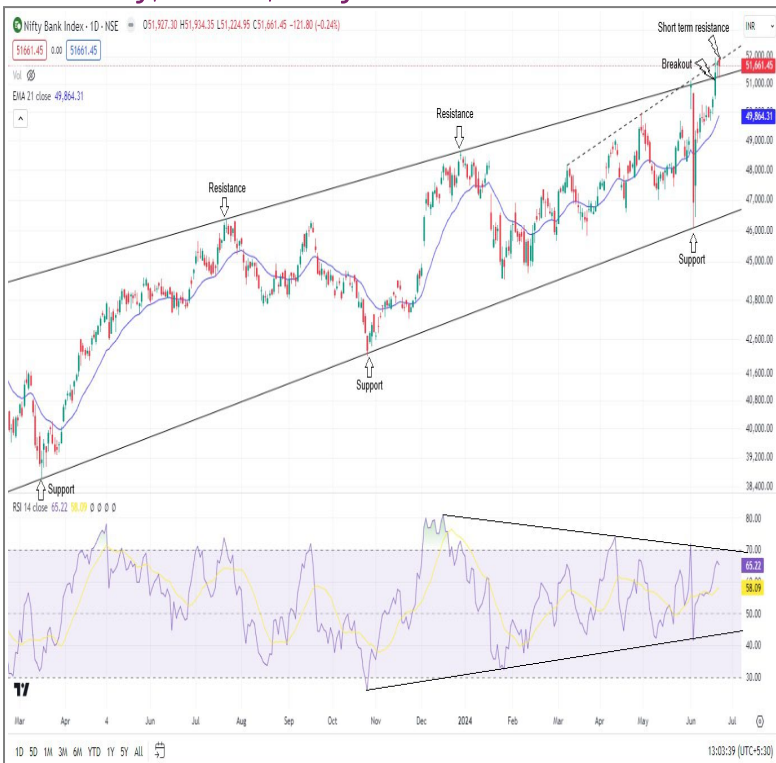 Nifty Bank Index · 1D · NSE O51,927.30 H51,934.35 L51,224.95 C51,661.45 −121.80 (−0.24%)
51661.45 0.00 51661.45
Vol
EMA 21 close 49,864.31
Short term resistance
INR
Breakout
52,000.00
51,661.45
51,000.00
49,864.31
49,000.00
48,000.00
47,000.00
46,000.00
45,000.00
43,800.00
42,800.00
41,600.00
40,800.00
40,000.00
39,200.00
38,400.00
Resistance
Resistance
Support
Support
Support
RSI 14 close 65.22 58.09 Ø Ø Ø Ø
80.00
70.00
65.22
58.09
50.00
40.00
30.00
Mar Apr 4 Jun Jul Aug Sep Oct Nov Dec 2024 Feb Mar Apr May Jun Jul
1D 5D 1M 3M 6M YTD 1Y 5Y All
13:03:39 (UTC+5:30)